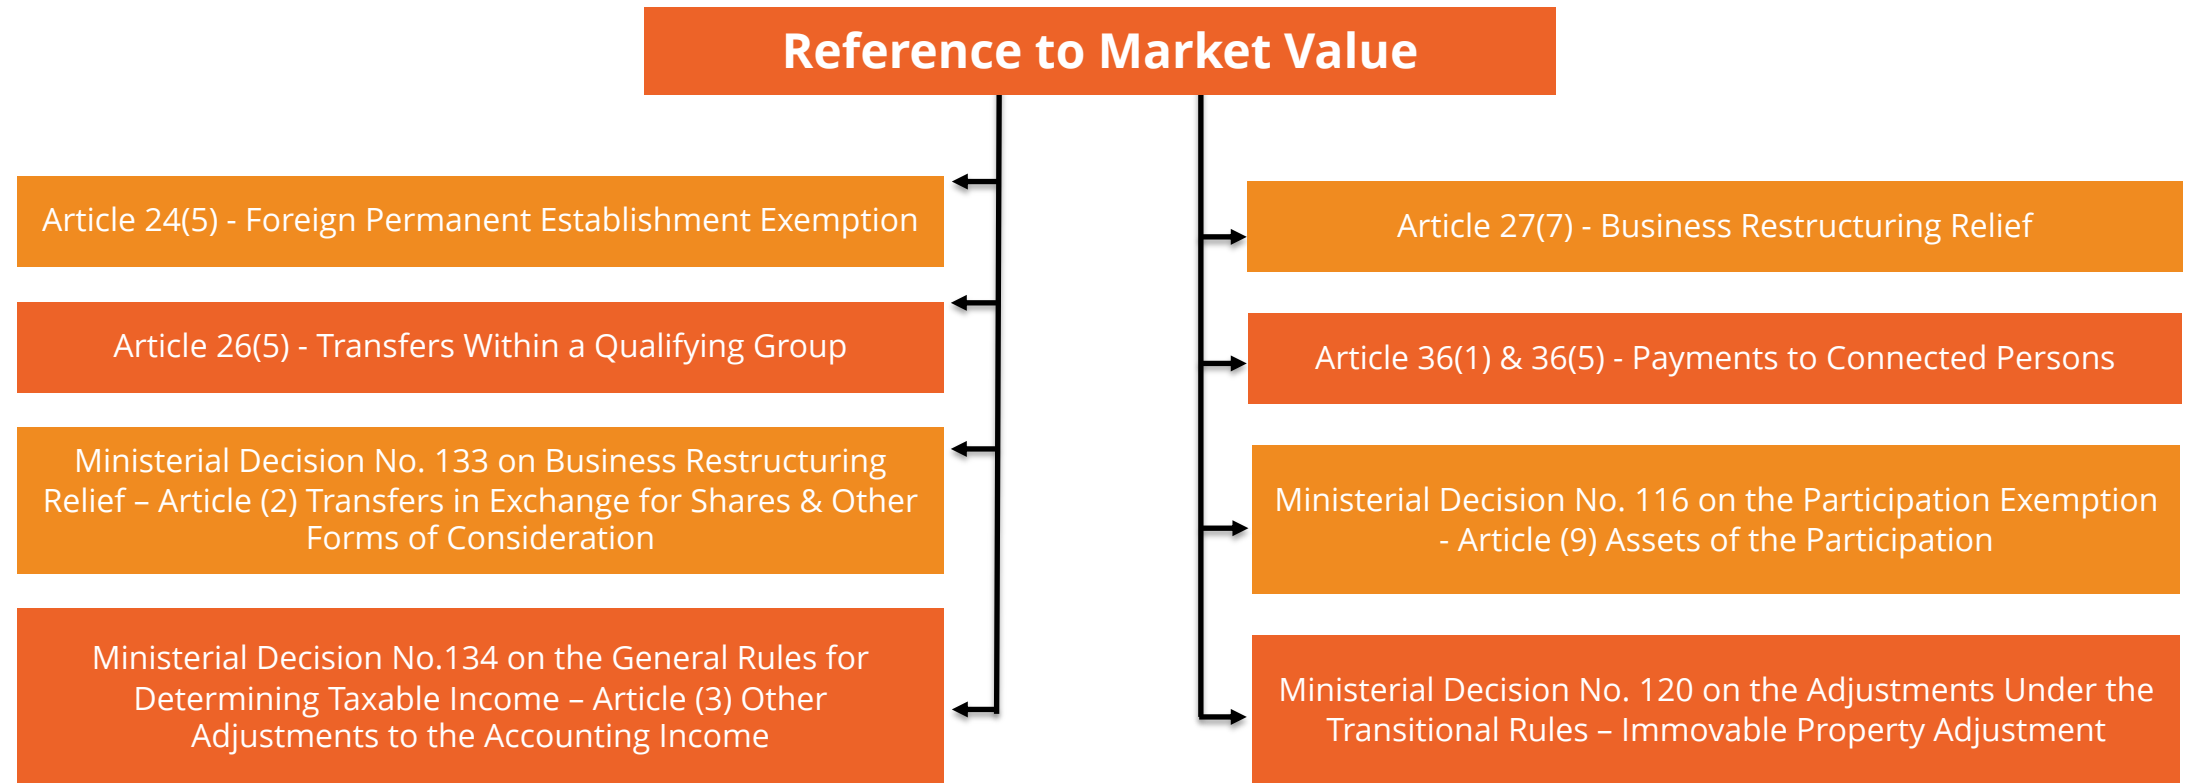 Reference to Market Value
Article 24(5) - Foreign Permanent Establishment Exemption
Article 26(5) - Transfers Within a Qualifying Group
Ministerial Decision No. 133 on Business Restructuring
Relief – Article (2) Transfers in Exchange for Shares & Other
Forms of Consideration
Ministerial Decision No.134 on the General Rules for
Determining Taxable Income – Article (3) Other
Adjustments to the Accounting Income
Article 27(7) - Business Restructuring Relief
Article 36(1) & 36(5) - Payments to Connected Persons
Ministerial Decision No. 116 on the Participation Exemption
- Article (9) Assets of the Participation
Ministerial Decision No. 120 on the Adjustments Under the
Transitional Rules – Immovable Property Adjustment